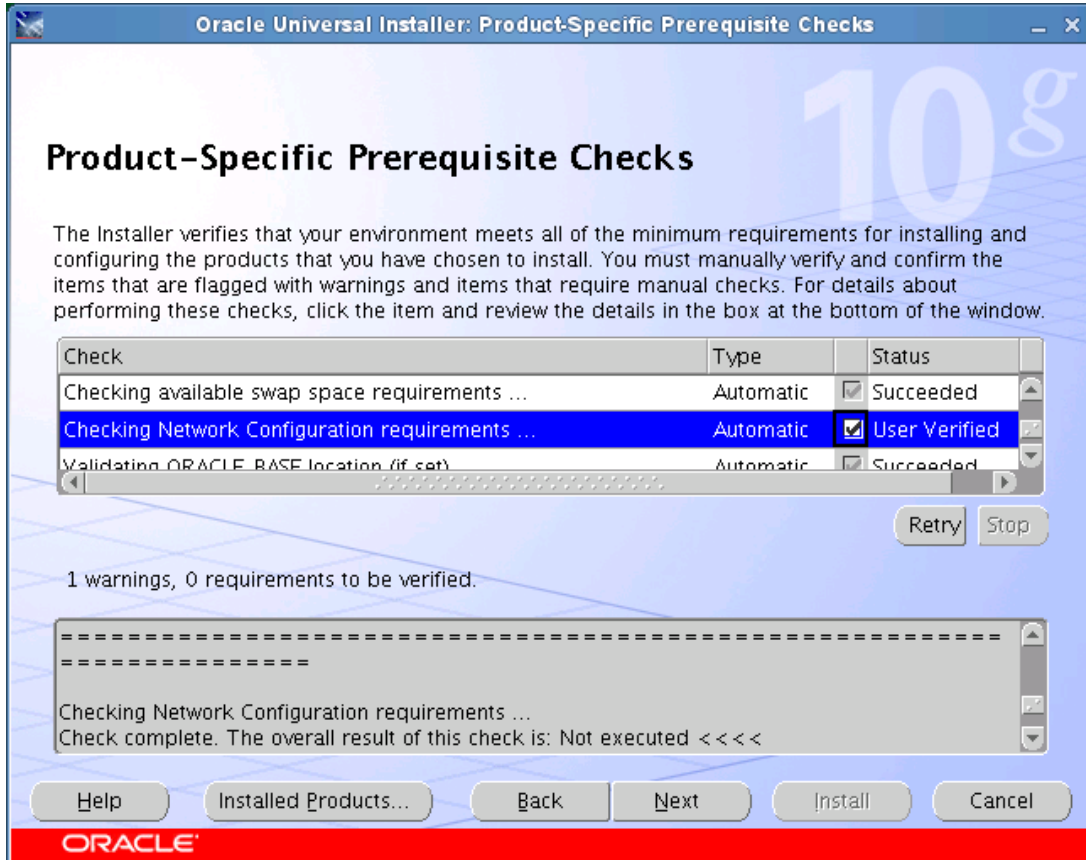 Oracle Universal Installer: Product-Specific Prerequisite Checks
10g
Product-Specific Prerequisite Checks
The Installer verifies that your environment meets all of the minimum requirements for installing and
configuring the products that you have chosen to install. You must manually verify and confirm the
items that are flagged with warnings and items that require manual checks. For details about
performing these checks, click the item and review the details in the box at the bottom of the window.
Check Type Status
Checking available swap space requirements ... Automatic Succeeded
Checking Network Configuration requirements ... Automatic User Verified
Validating ORACLE_BASE location (if set) Automatic Succeeded
Retry Stop
1 warnings, 0 requirements to be verified.
========================================================
===============
Checking Network Configuration requirements ...
Check complete. The overall result of this check is: Not executed <<<<
Help Installed Products... Back Next Install Cancel
ORACLE